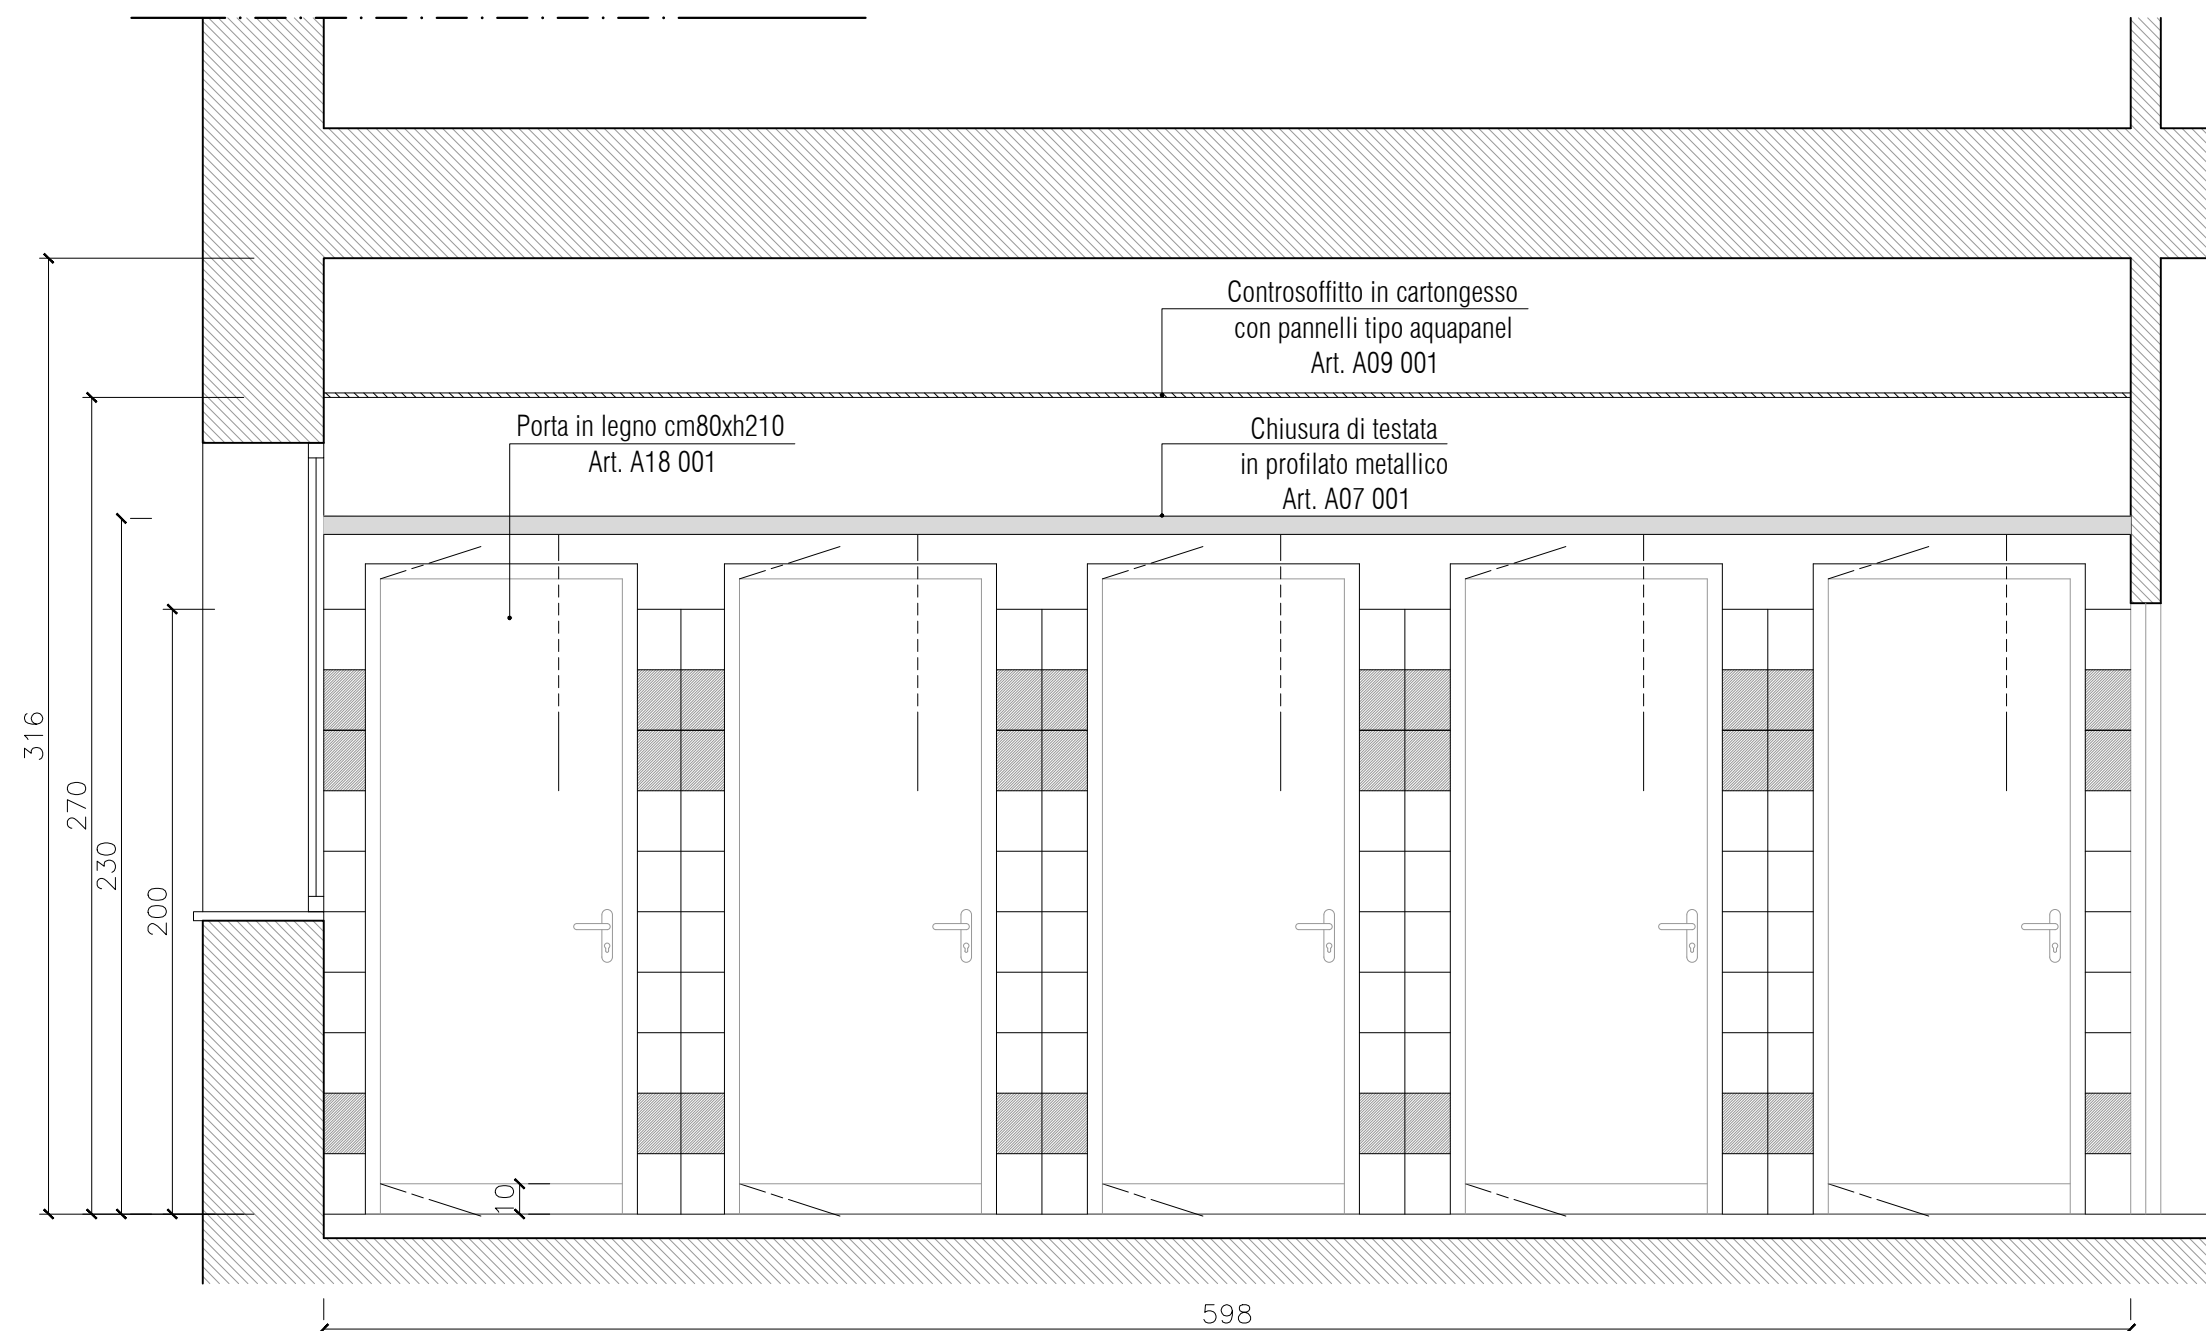 Controsoffitto in cartongesso
con pannelli tipo aquapanel
Art. A09 001
Porta in legno cm80xh210
Art. A18 001
Chiusura di testata
in profilato metallico
Art. A07 001
316
270
230
200
10
598